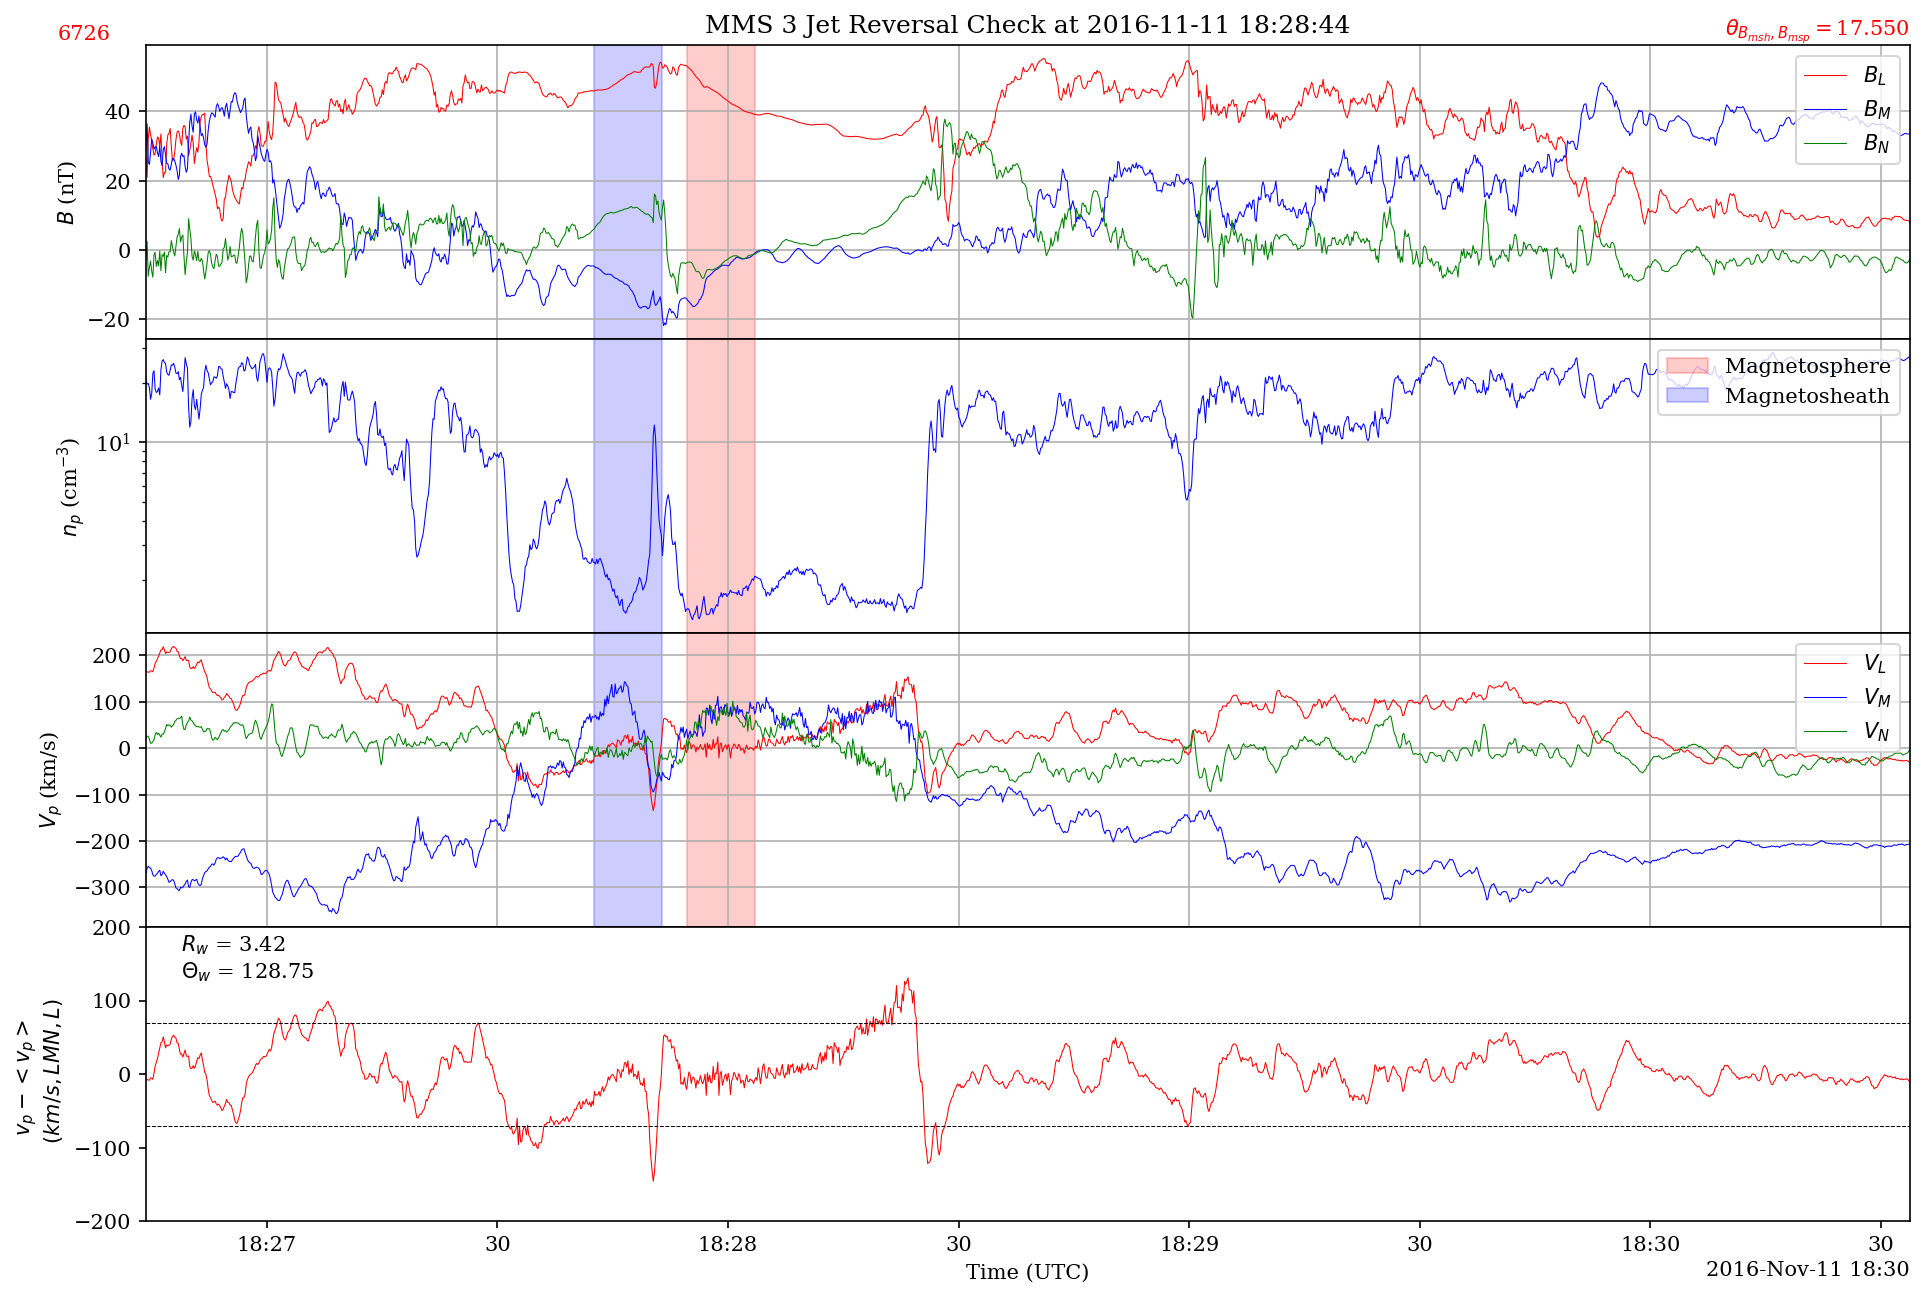 6726
MMS 3 Jet Reversal Check at 2016-11-11 18:28:44
θ_{B_{msh}, B_{msp}} = 17.550
B (nT)
40
20
0
−20
B_L
B_M
B_N
n_p (cm^{−3})
10^1
Magnetosphere
Magnetosheath
V_p (km/s)
200
100
0
−100
−200
−300
V_L
V_M
V_N
v_p − < v_p >
(km/s, LMN, L)
200
100
0
−100
−200
R_w = 3.42
Θ_w = 128.75
18:27
30
18:28
30
18:29
30
18:30
30
Time (UTC)
2016-Nov-11 18:30